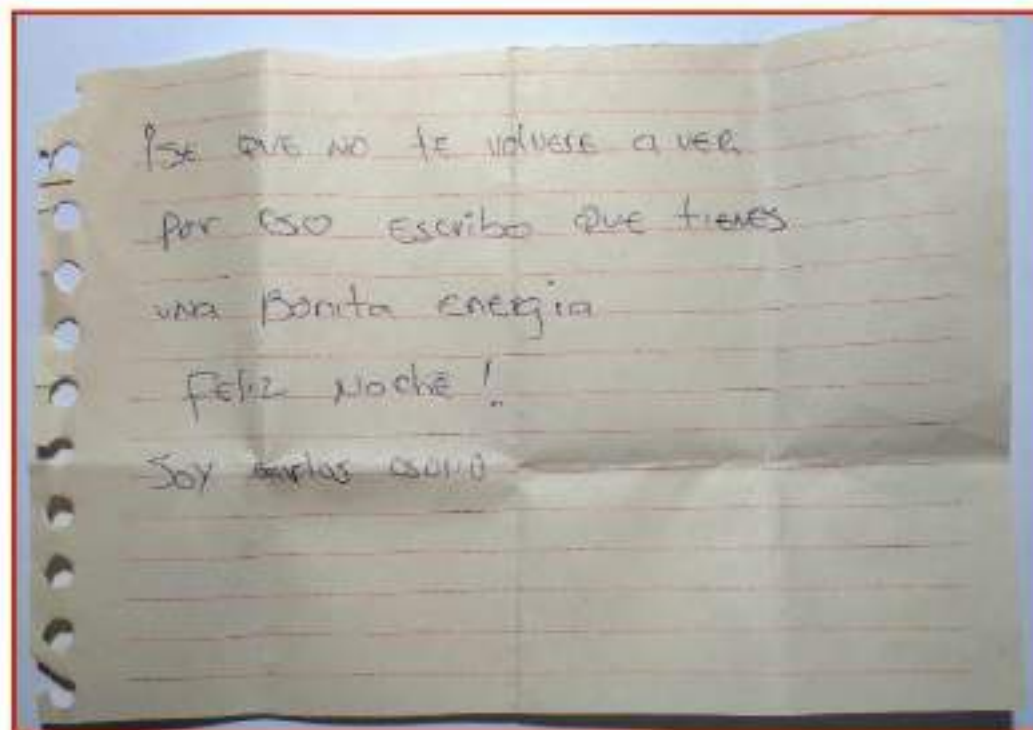 ¡SE QUE NO TE VOLVERE A VER
por ESO Escribo QUE tienes
una Bonita energia
feliz Noche!
Soy